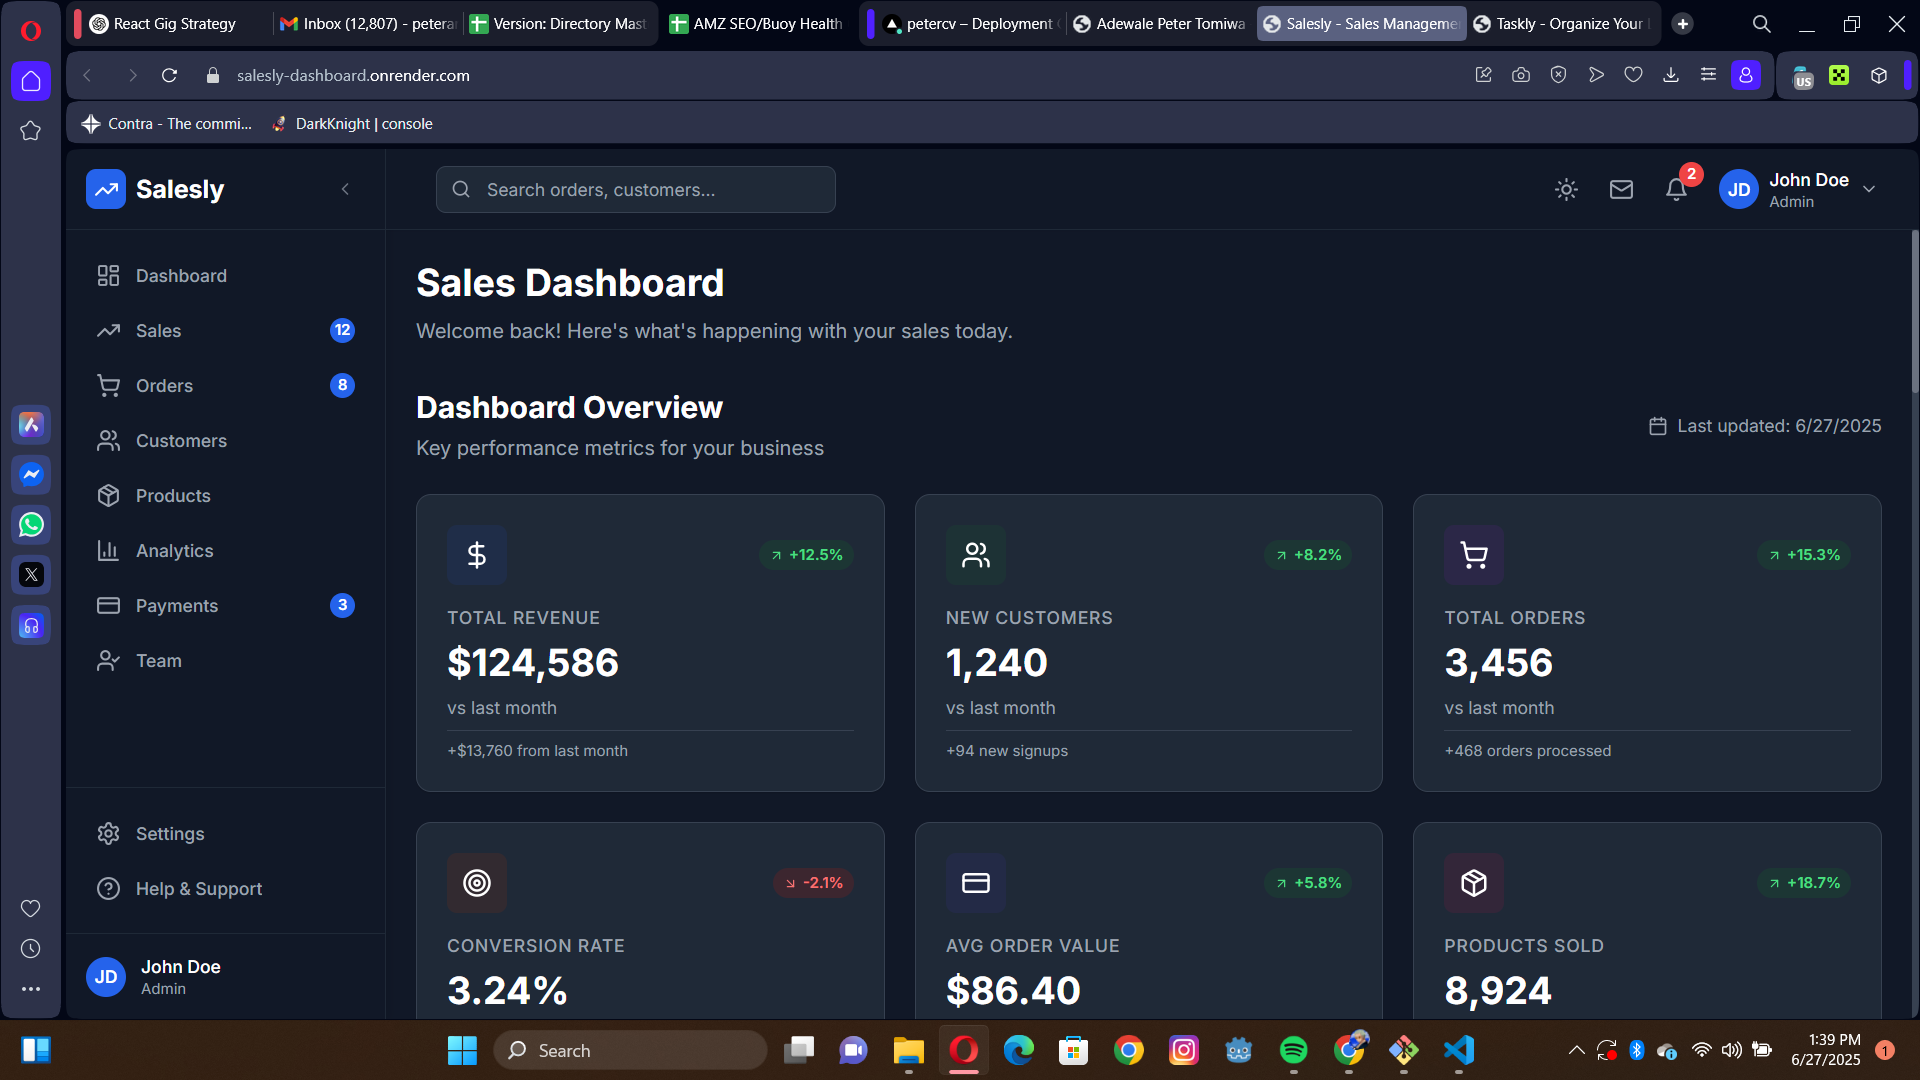 React Gig Strategy
Inbox (12,807) - peterar
Version: Directory Mast
AMZ SEO/Buoy Health
petercv – Deployment
Adewale Peter Tomiwa
Salesly - Sales Manageme
Taskly - Organize Your
salesly-dashboard.onrender.com
US
Contra - The commi...
DarkKnight | console
Salesly
Search orders, customers...
2
JD
John Doe
Admin
Dashboard
Sales
12
Orders
8
Customers
Products
Analytics
Payments
3
Team
Settings
Help & Support
JD
John Doe
Admin
Sales Dashboard
Welcome back! Here's what's happening with your sales today.
Dashboard Overview
Key performance metrics for your business
Last updated: 6/27/2025
+12.5%
TOTAL REVENUE
$124,586
vs last month
+$13,760 from last month
+8.2%
NEW CUSTOMERS
1,240
vs last month
+94 new signups
+15.3%
TOTAL ORDERS
3,456
vs last month
+468 orders processed
-2.1%
CONVERSION RATE
3.24%
+5.8%
AVG ORDER VALUE
$86.40
+18.7%
PRODUCTS SOLD
8,924
Search
1:39 PM
6/27/2025
1